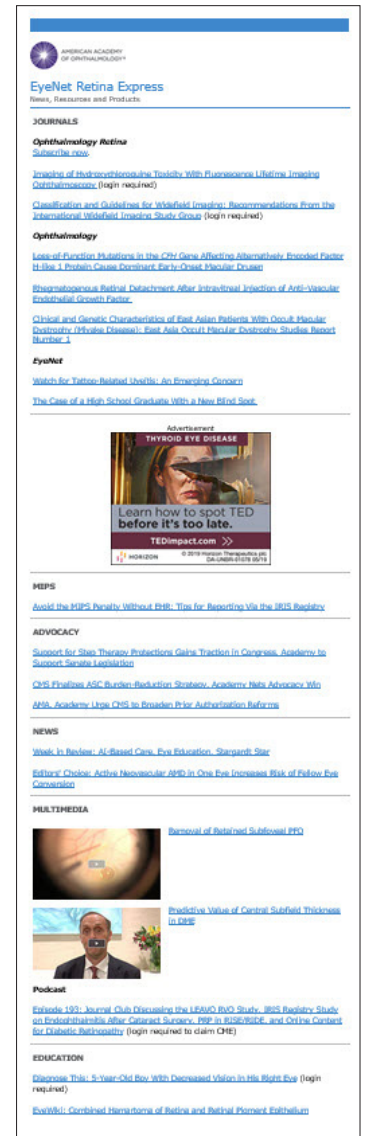 AMERICAN ACADEMY
OF OPHTHALMOLOGY®
EyeNet Retina Express
News, Resources and Products
JOURNALS
Ophthalmology Retina
Subscribe now.
Imaging of Hydroxychloroquine Toxicity With Fluorescence Lifetime Imaging
Ophthalmoscopy (login required)
Classification and Guidelines for Widefield Imaging: Recommendations From the
International Widefield Imaging Study Group (login required)
Ophthalmology
Loss-of-Function Mutations in the CFH Gene Affecting Alternatively Encoded Factor
H-like 1 Protein Cause Dominant Early-Onset Macular Drusen
Rhegmatogenous Retinal Detachment After Intravitreal Injection of Anti-Vascular
Endothelial Growth Factor
Clinical and Genetic Characteristics of East Asian Patients With Occult Macular
Dystrophy (Miyake Disease): East Asia Occult Macular Dystrophy Studies Report
Number 1
EyeNet
Watch for Tattoo-Related Uveitis: An Emerging Concern
The Case of a High School Graduate With a New Blind Spot
Advertisement
THYROID EYE DISEASE
Learn how to spot TED
before it's too late.
TEDimpact.com >>
HORIZON
© 2019 Horizon Therapeutics plc
DA-UNBR-01078 05/19
MIPS
Avoid the MIPS Penalty Without EHR: Tips for Reporting Via the IRIS Registry
ADVOCACY
Support for Step Therapy Protections Gains Traction in Congress, Academy to
Support Senate Legislation
CMS Finalizes ASC Burden-Reduction Strategy, Academy Nets Advocacy Win
AMA, Academy Urge CMS to Broaden Prior Authorization Reforms
NEWS
Week in Review: AI-Based Care, Eye Education, Stargardt Star
Editors' Choice: Active Neovascular AMD in One Eye Increases Risk of Fellow Eye
Conversion
MULTIMEDIA
Removal of Retained Subfoveal PFO
Predictive Value of Central Subfield Thickness
in DME
Podcast
Episode 193: Journal Club Discussing the LEAVO RVO Study, IRIS Registry Study
on Endophthalmitis After Cataract Surgery, PRP in RISE/RIDE, and Online Content
for Diabetic Retinopathy (login required to claim CME)
EDUCATION
Diagnose This: 5-Year-Old Boy With Decreased Vision in His Right Eye (login
required)
EyeWiki: Combined Hamartoma of Retina and Retinal Pigment Epithelium